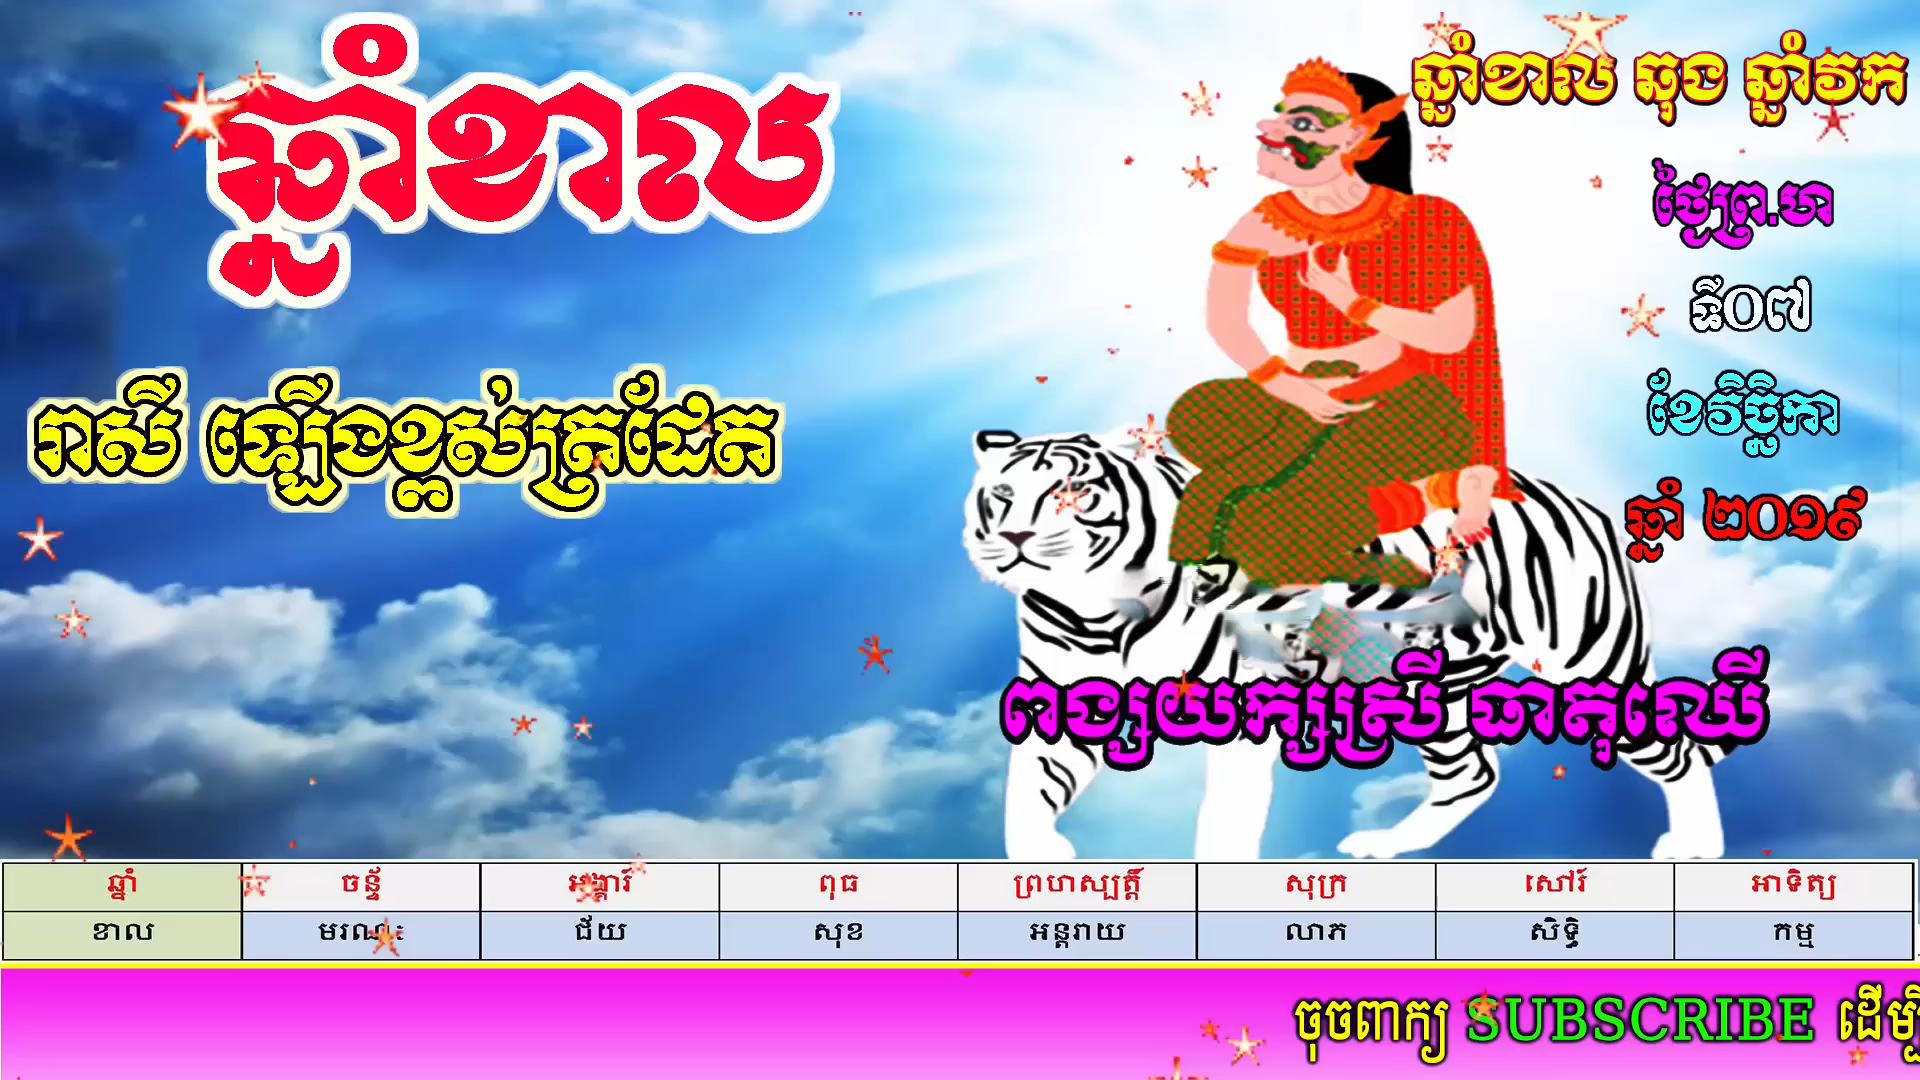 ឆ្នាំខាល
ឆ្នាំខាល ឆុង ឆ្នាំវក
ថ្ងៃព្រ.ហ
ទី០៧
ខែវិច្ឆិកា
ឆ្នាំ ២០១៩
រាសី ឡើងខ្ពស់ត្រដែត
ពង្សយក្សស្រី ធាតុឈើ
ឆ្នាំ ចន្ទ័ អង្គារ៍ ពុធ ព្រហស្បត្តិ៍ សុក្រ សៅរ៍ អាទិត្យ
ខាល មរណៈ ជ័យ សុខ អន្តរាយ លាភ សិទ្ធិ កម្ម
ចុចពាក្យ SUBSCRIBE ដើម្បី